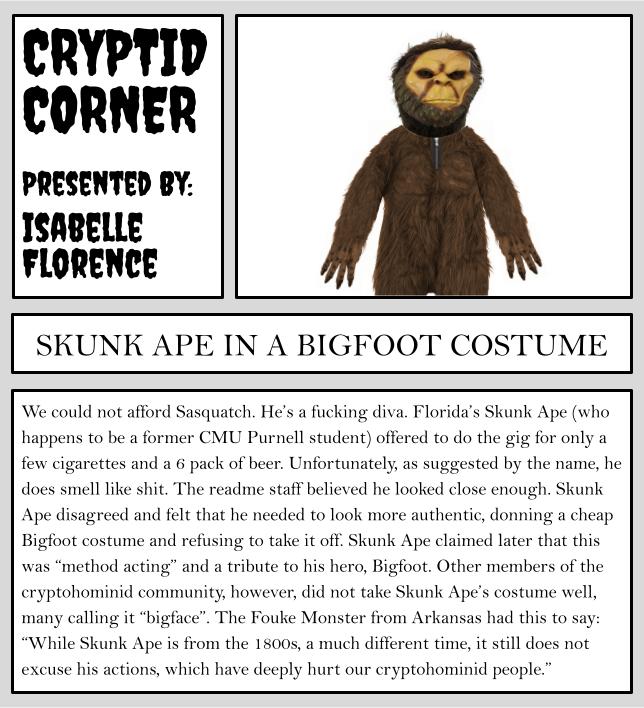 CRYPTID
CORNER
PRESENTED BY:
ISABELLE
FLORENCE
SKUNK APE IN A BIGFOOT COSTUME
We could not afford Sasquatch. He's a fucking diva. Florida's Skunk Ape (who
happens to be a former CMU Purnell student) offered to do the gig for only a
few cigarettes and a 6 pack of beer. Unfortunately, as suggested by the name, he
does smell like shit. The readme staff believed he looked close enough. Skunk
Ape disagreed and felt that he needed to look more authentic, donning a cheap
Bigfoot costume and refusing to take it off. Skunk Ape claimed later that this
was “method acting” and a tribute to his hero, Bigfoot. Other members of the
cryptohominid community, however, did not take Skunk Ape's costume well,
many calling it “bigface”. The Fouke Monster from Arkansas had this to say:
“While Skunk Ape is from the 1800s, a much different time, it still does not
excuse his actions, which have deeply hurt our cryptohominid people.”